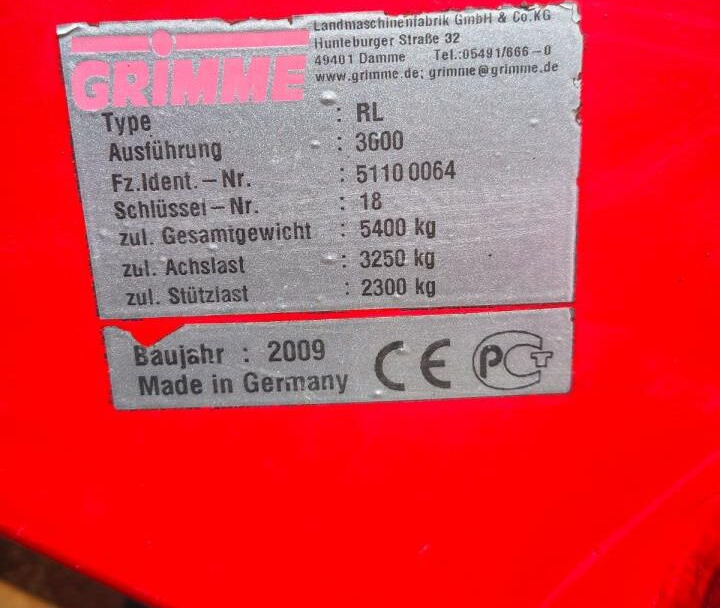 GRIMME
Landmaschinenfabrik GmbH & Co.KG
Hunteburger Straße 32
49401 Damme Tel.:05491/666-0
www.grimme.de; grimme@grimme.de
Type : RL
Ausführung : 3600
Fz.Ident.-Nr. : 51100064
Schlüssel-Nr. : 18
zul. Gesamtgewicht : 5400 kg
zul. Achslast : 3250 kg
zul. Stützlast : 2300 kg
Baujahr : 2009
Made in Germany CE PCT